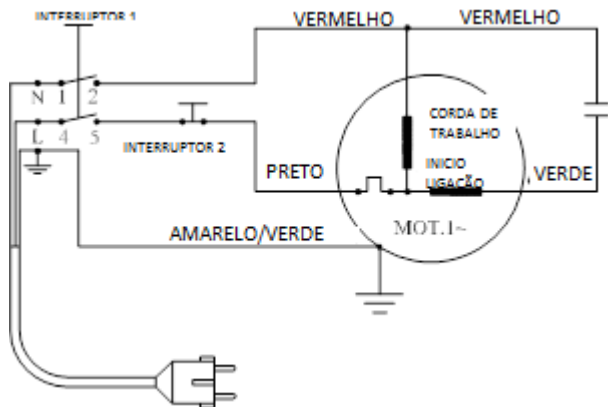 INTERRUPTOR 1
VERMELHO
VERMELHO
N 1 2
L 4 5
INTERRUPTOR 2
CORDA DE
TRABALHO
INICIO
LIGAÇÃO
PRETO
VERDE
MOT.1~
AMARELO/VERDE